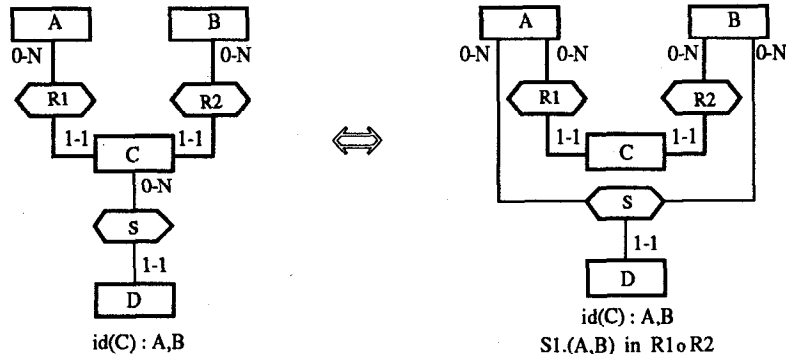 A B
0-N 0-N
R1 R2
1-1 1-1
C
0-N
S
1-1
D
id(C) : A,B
A B
0-N 0-N 0-N 0-N
R1 R2
1-1 1-1
C
S
1-1
D
id(C) : A,B
S1.(A,B) in R1oR2